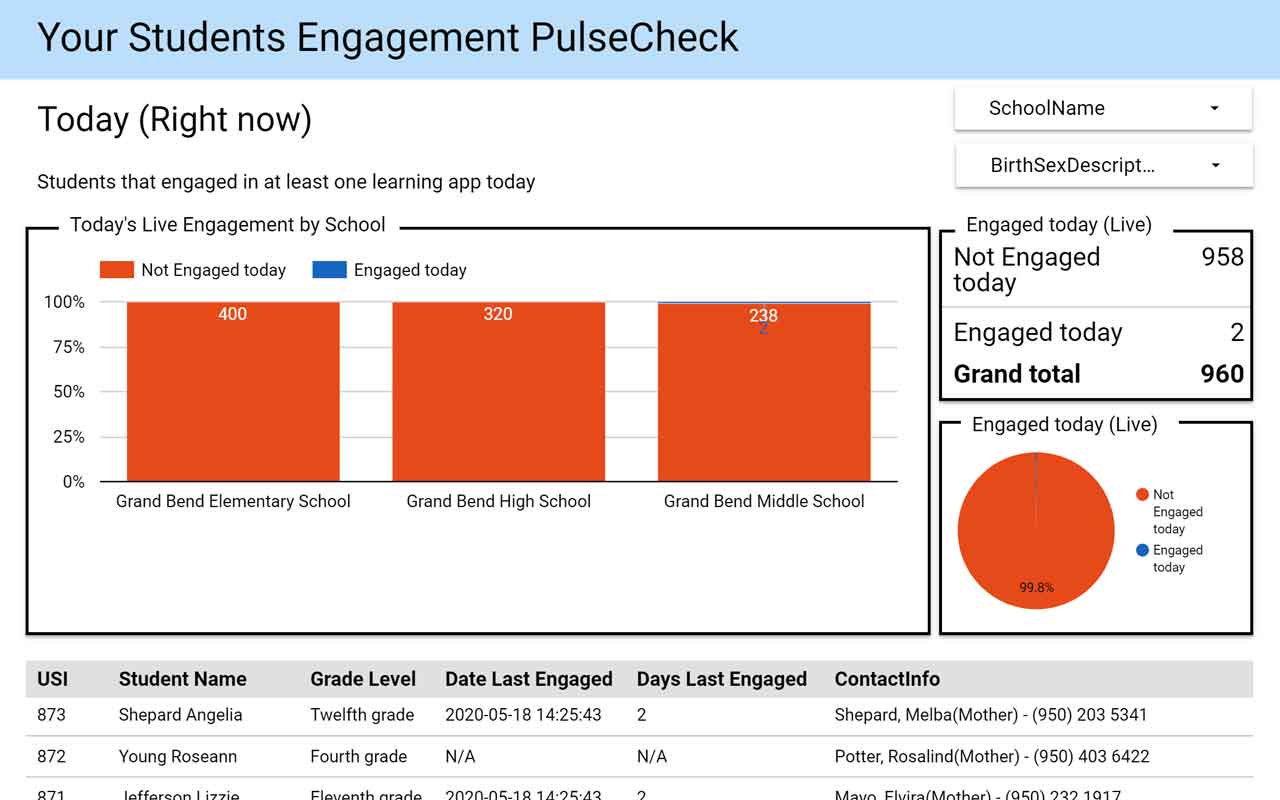 Your Students Engagement PulseCheck
Today (Right now)
SchoolName
BirthSexDescript...
Students that engaged in at least one learning app today
Today's Live Engagement by School
Not Engaged today
Engaged today
100%
75%
50%
25%
0%
400
320
238
2
Grand Bend Elementary School
Grand Bend High School
Grand Bend Middle School
Engaged today (Live)
Not Engaged today 958
Engaged today 2
Grand total 960
Engaged today (Live)
99.8%
Not
Engaged
today
Engaged
today
USI Student Name Grade Level Date Last Engaged Days Last Engaged ContactInfo
873 Shepard Angelia Twelfth grade 2020-05-18 14:25:43 2 Shepard, Melba(Mother) - (950) 203 5341
872 Young Roseann Fourth grade N/A N/A Potter, Rosalind(Mother) - (950) 403 6422
871 Jefferson Lizzie Eleventh grade 2020-05-18 14:25:43 2 Mayo, Elvira(Mother) - (950) 232 1917